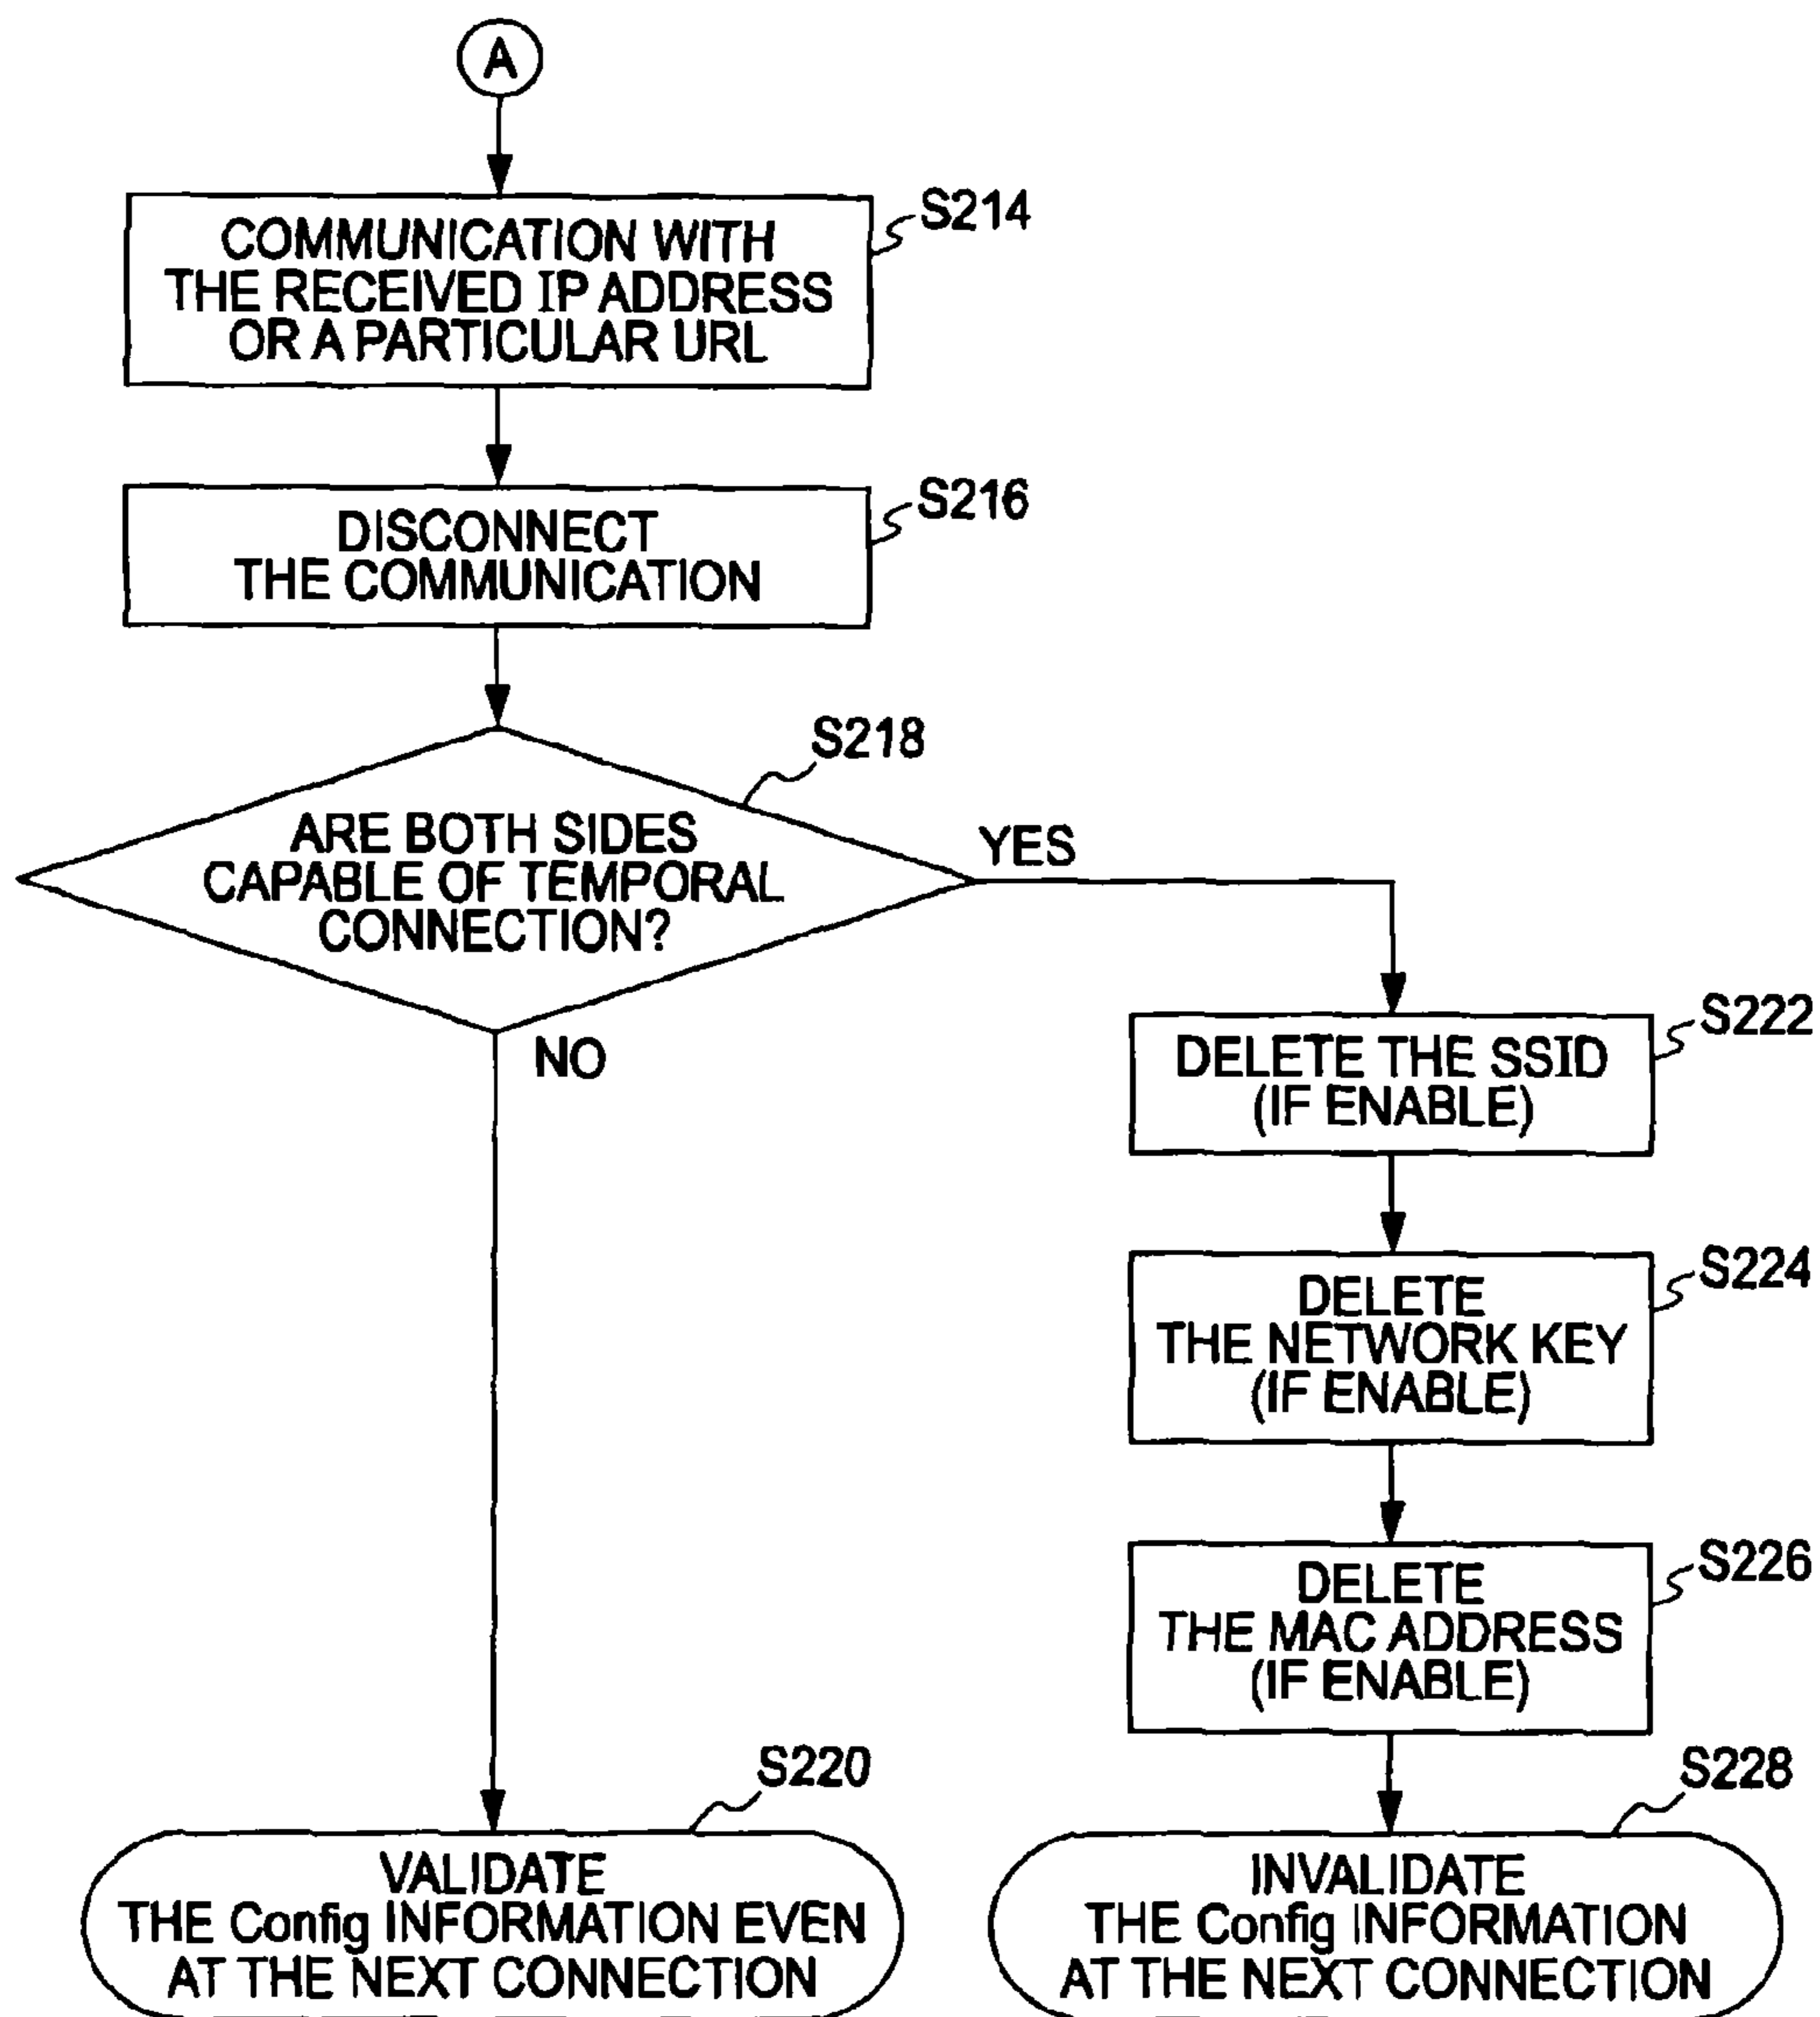 A
COMMUNICATION WITH
THE RECEIVED IP ADDRESS
OR A PARTICULAR URL
S214
DISCONNECT
THE COMMUNICATION
S216
ARE BOTH SIDES
CAPABLE OF TEMPORAL
CONNECTION?
S218
YES
NO
DELETE THE SSID
(IF ENABLE)
S222
DELETE
THE NETWORK KEY
(IF ENABLE)
S224
DELETE
THE MAC ADDRESS
(IF ENABLE)
S226
S220
VALIDATE
THE Config INFORMATION EVEN
AT THE NEXT CONNECTION
S228
INVALIDATE
THE Config INFORMATION
AT THE NEXT CONNECTION